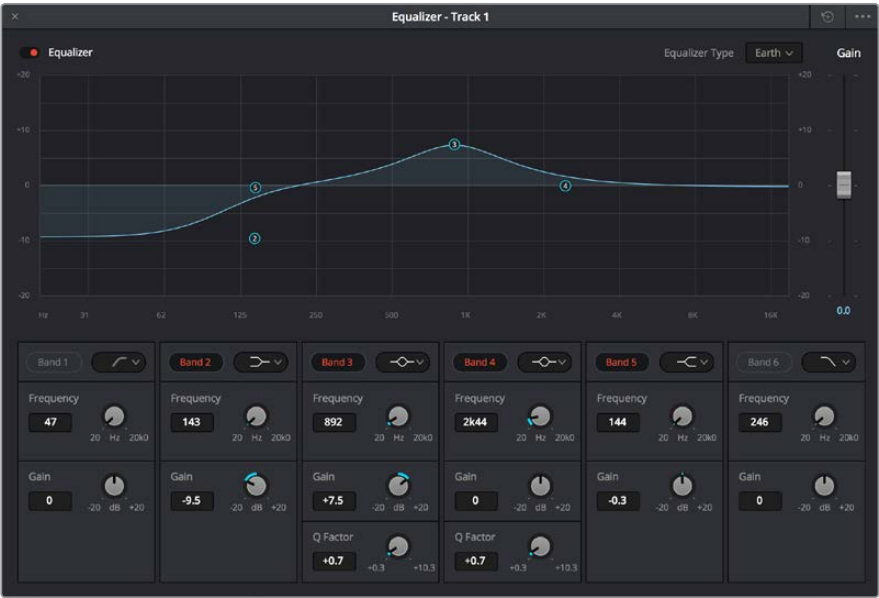 Equalizer - Track 1
Equalizer
Equalizer Type Earth Gain
+20 +20
+10 +10
0 0
-10 -10
-20 -20
5 3 4 2
Hz 31 62 125 250 500 1K 2K 4K 8K 16K 0.0
Band 1 Band 2 Band 3 Band 4 Band 5 Band 6
Frequency Frequency Frequency Frequency Frequency Frequency
47 143 892 2k44 144 246
20 Hz 20k0 20 Hz 20k0 20 Hz 20k0 20 Hz 20k0 20 Hz 20k0 20 Hz 20k0
Gain Gain Gain Gain Gain Gain
0 -9.5 +7.5 0 -0.3 0
-20 dB +20 -20 dB +20 -20 dB +20 -20 dB +20 -20 dB +20 -20 dB +20
Q Factor Q Factor
+0.7 +0.7
+0.3 +10.3 +0.3 +10.3